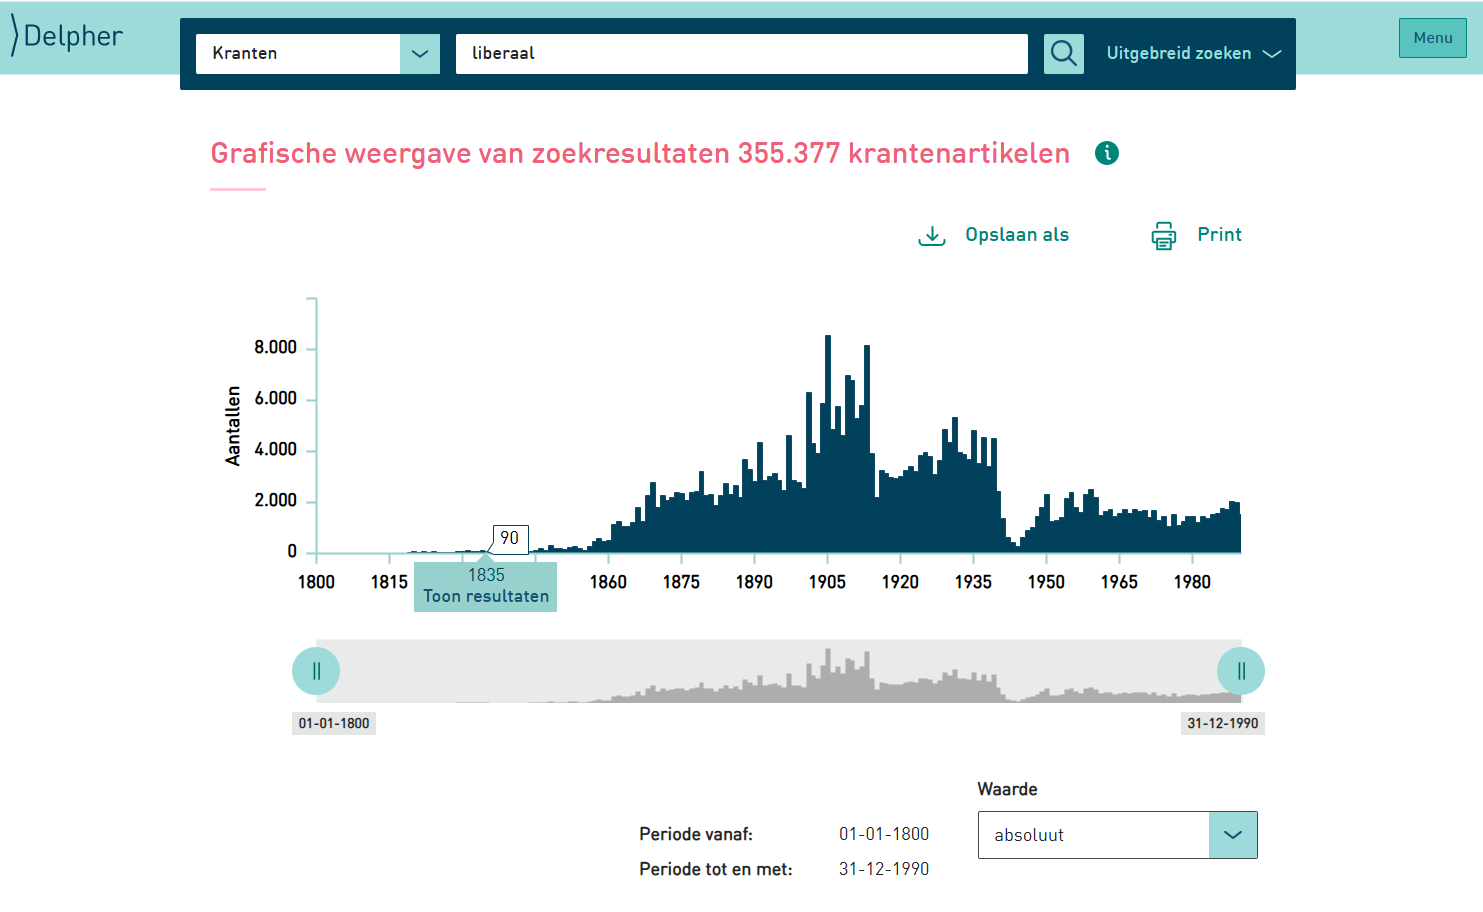 Delpher
Kranten
liberaal
Uitgebreid zoeken
Menu
Grafische weergave van zoekresultaten 355.377 krantenartikelen
i
Opslaan als
Print
Aantallen
8.000
6.000
4.000
2.000
0
90
1835
Toon resultaten
1800 1815 1860 1875 1890 1905 1920 1935 1950 1965 1980
01-01-1800
31-12-1990
Waarde
absoluut
Periode vanaf: 01-01-1800
Periode tot en met: 31-12-1990